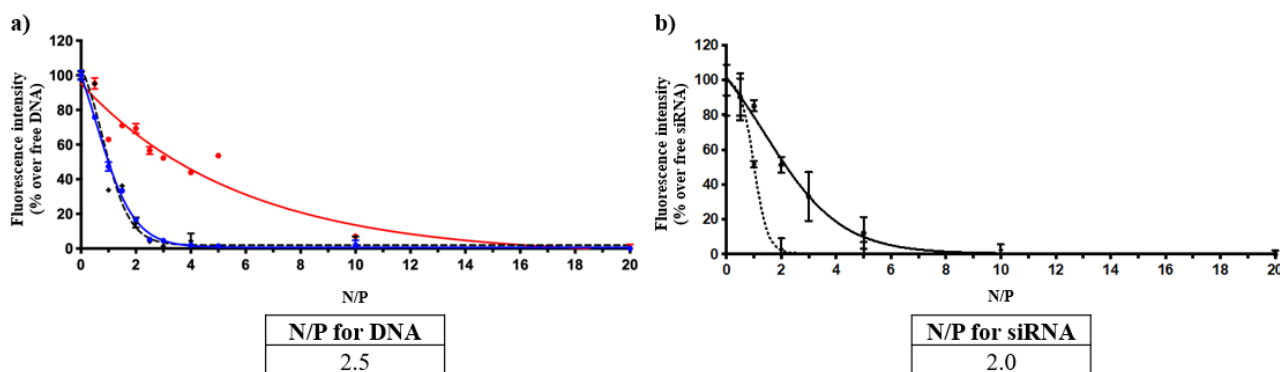 a)
Fluorescence intensity
(% over free DNA)
120
100
80
60
40
20
0
0 2 4 6 8 10 12 14 16 18 20
N/P
N/P for DNA
2.5
b)
Fluorescence intensity
(% over free siRNA)
120
100
80
60
40
20
0
0 2 4 6 8 10 12 14 16 18 20
N/P
N/P for siRNA
2.0